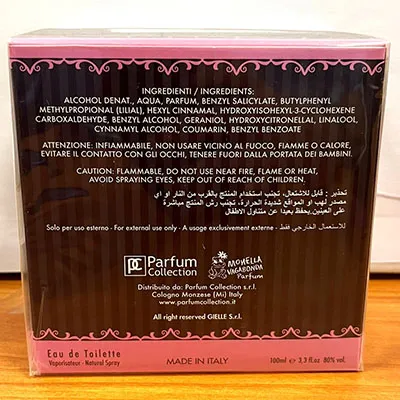 INGREDIENTI / INGREDIENTS:
ALCOHOL DENAT., AQUA, PARFUM, BENZYL SALICYLATE, BUTYLPHENYL
METHYLPROPIONAL (LILIAL), HEXYL CINNAMAL, HYDROXYISOHEXYL-3-CYCLOHEXENE
CARBOXALDEHYDE, BENZYL ALCOHOL, GERANIOL, HYDROXYCITRONELLAL, LINALOOL,
CYNNAMYL ALCOHOL, COUMARIN, BENZYL BENZOATE
ATTENZIONE: INFIAMMABILE, NON USARE VICINO AL FUOCO, FIAMME O CALORE,
EVITARE IL CONTATTO CON GLI OCCHI, TENERE FUORI DALLA PORTATA DEI BAMBINI.
CAUTION: FLAMMABLE, DO NOT USE NEAR FIRE, FLAME OR HEAT,
AVOID SPRAYING EYES, KEEP OUT OF REACH OF CHILDREN.
تحذير : قابل للاشتعال، تجنب استخدام المنتج بالقرب من النار او اي
مصدر لهب او المواقع شديدة الحرارة، تجنب رش المنتج مباشرة
على العينين. يحفظ بعيدا عن متناول الاطفال
Solo per uso esterno - For external use only - A usage exclusivement externe - للاستعمال الخارجي فقط
PC Parfum
Collection
MONELLA
VAGABONDA
Parfum
Distribuito da: Parfum Collection s.r.l.
Cologno Monzese (Mi) Italy
www.parfumcollection.it
All right reserved GIELLE S.r.l.
Eau de Toilette
Vaporisateur - Natural Spray
MADE IN ITALY
100ml e 3,3 fl.oz 80% vol.